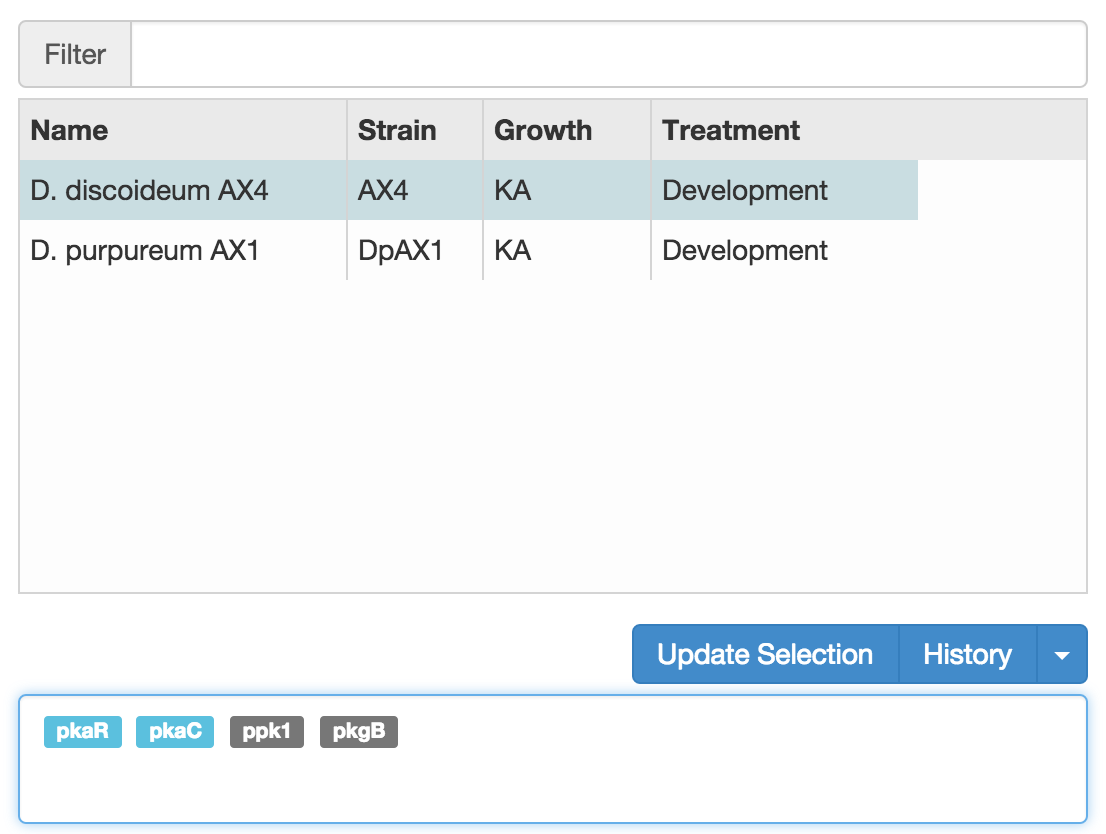 Filter
Name Strain Growth Treatment
D. discoideum AX4 AX4 KA Development
D. purpureum AX1 DpAX1 KA Development
Update Selection History
pkaR pkaC ppk1 pkgB